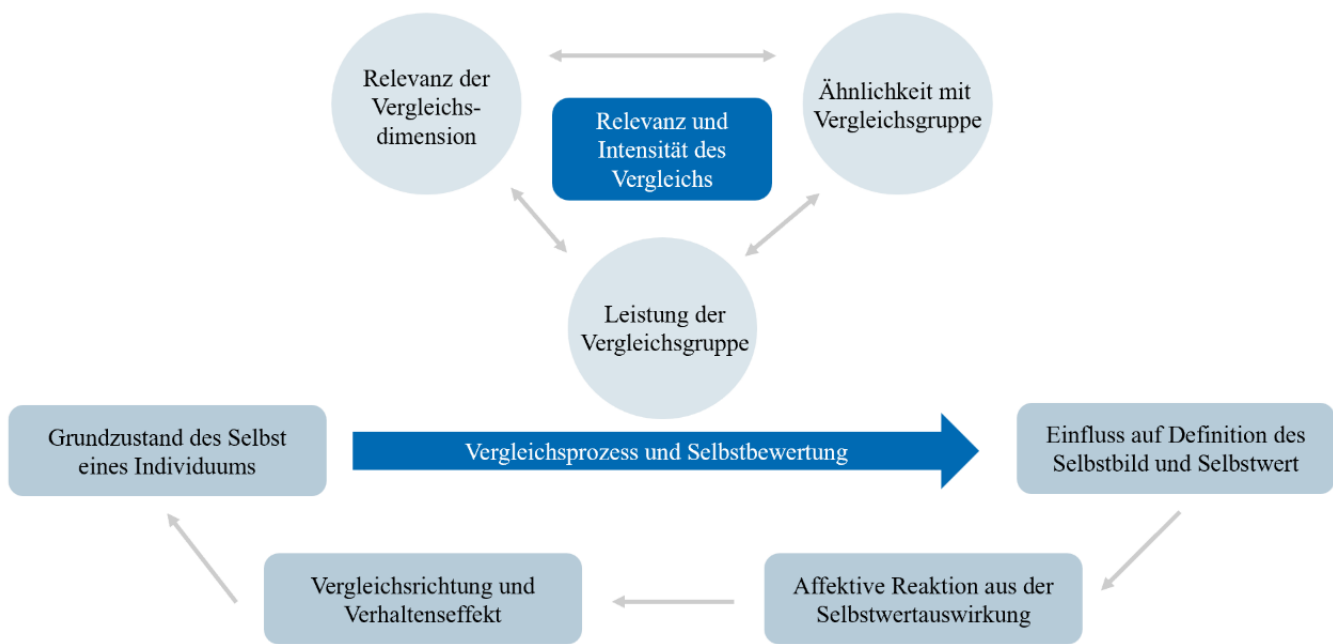 Relevanz der
Vergleichs-
dimension
Ähnlichkeit mit
Vergleichsgruppe
Relevanz und
Intensität des
Vergleichs
Leistung der
Vergleichsgruppe
Grundzustand des Selbst
eines Individuums
Vergleichsprozess und Selbstbewertung
Einfluss auf Definition des
Selbstbild und Selbstwert
Vergleichsrichtung und
Verhaltenseffekt
Affektive Reaktion aus der
Selbstwertauswirkung